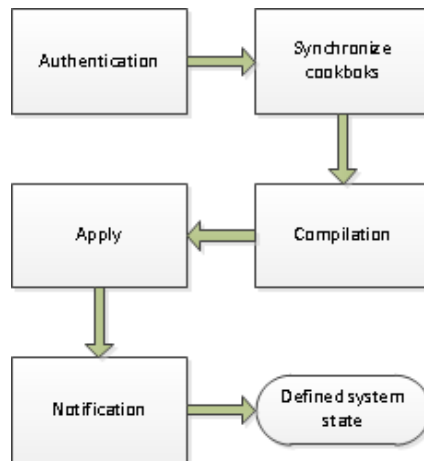 Authentication
Synchronize
cookboks
Compilation
Apply
Notification
Defined system
state